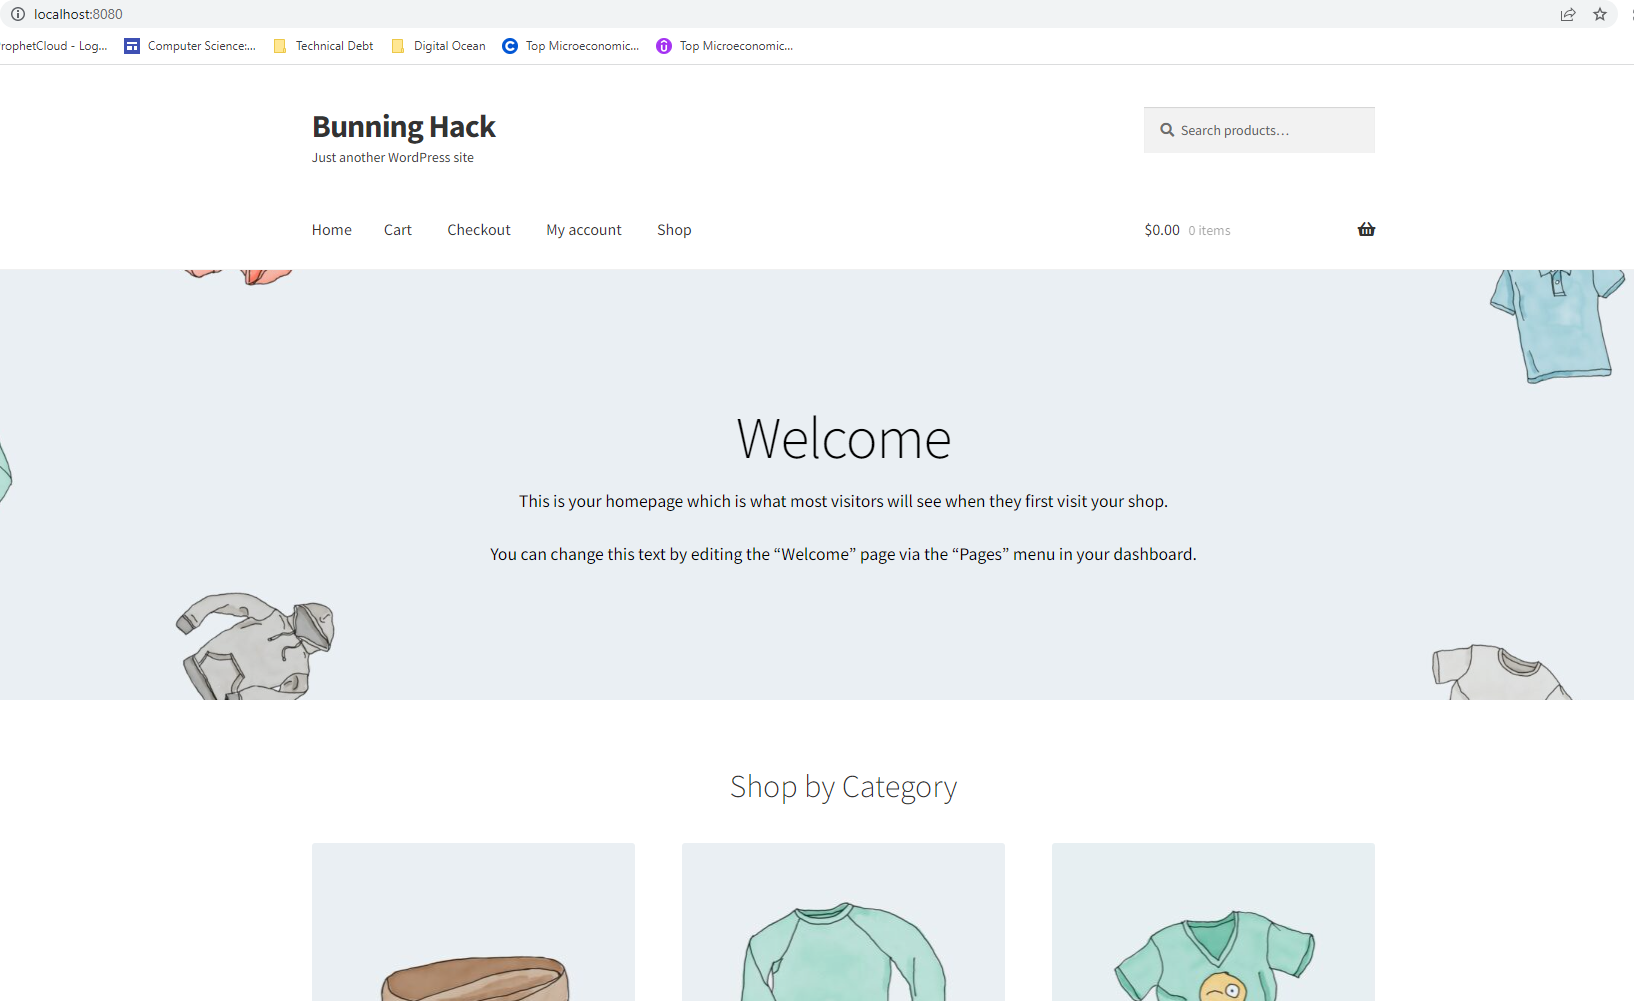 localhost:8080
rophetCloud - Log...
Computer Science:...
Technical Debt
Digital Ocean
Top Microeconomic...
Top Microeconomic...
Bunning Hack
Just another WordPress site
Search products…
Home
Cart
Checkout
My account
Shop
$0.00 0 items
Welcome
This is your homepage which is what most visitors will see when they first visit your shop.
You can change this text by editing the “Welcome” page via the “Pages” menu in your dashboard.
Shop by Category